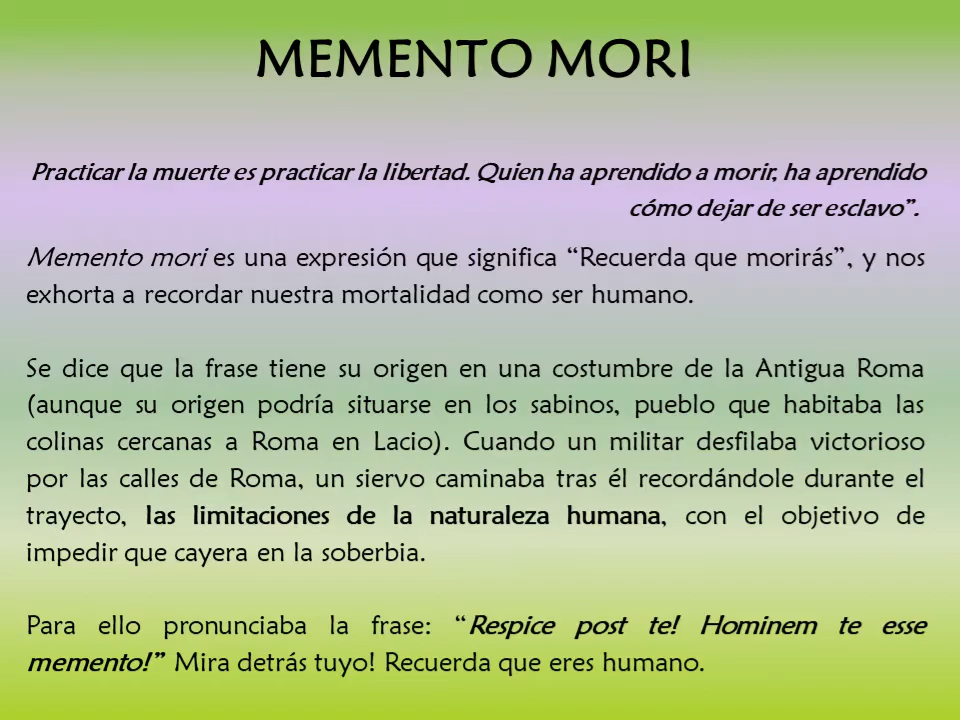 MEMENTO MORI
Practicar la muerte es practicar la libertad. Quien ha aprendido a morir, ha aprendido
cómo dejar de ser esclavo”.
Memento mori es una expresión que significa “Recuerda que morirás”, y nos
exhorta a recordar nuestra mortalidad como ser humano.
Se dice que la frase tiene su origen en una costumbre de la Antigua Roma
(aunque su origen podría situarse en los sabinos, pueblo que habitaba las
colinas cercanas a Roma en Lacio). Cuando un militar desfilaba victorioso
por las calles de Roma, un siervo caminaba tras él recordándole durante el
trayecto, las limitaciones de la naturaleza humana, con el objetivo de
impedir que cayera en la soberbia.
Para ello pronunciaba la frase: “Respice post te! Hominem te esse
memento!” Mira detrás tuyo! Recuerda que eres humano.